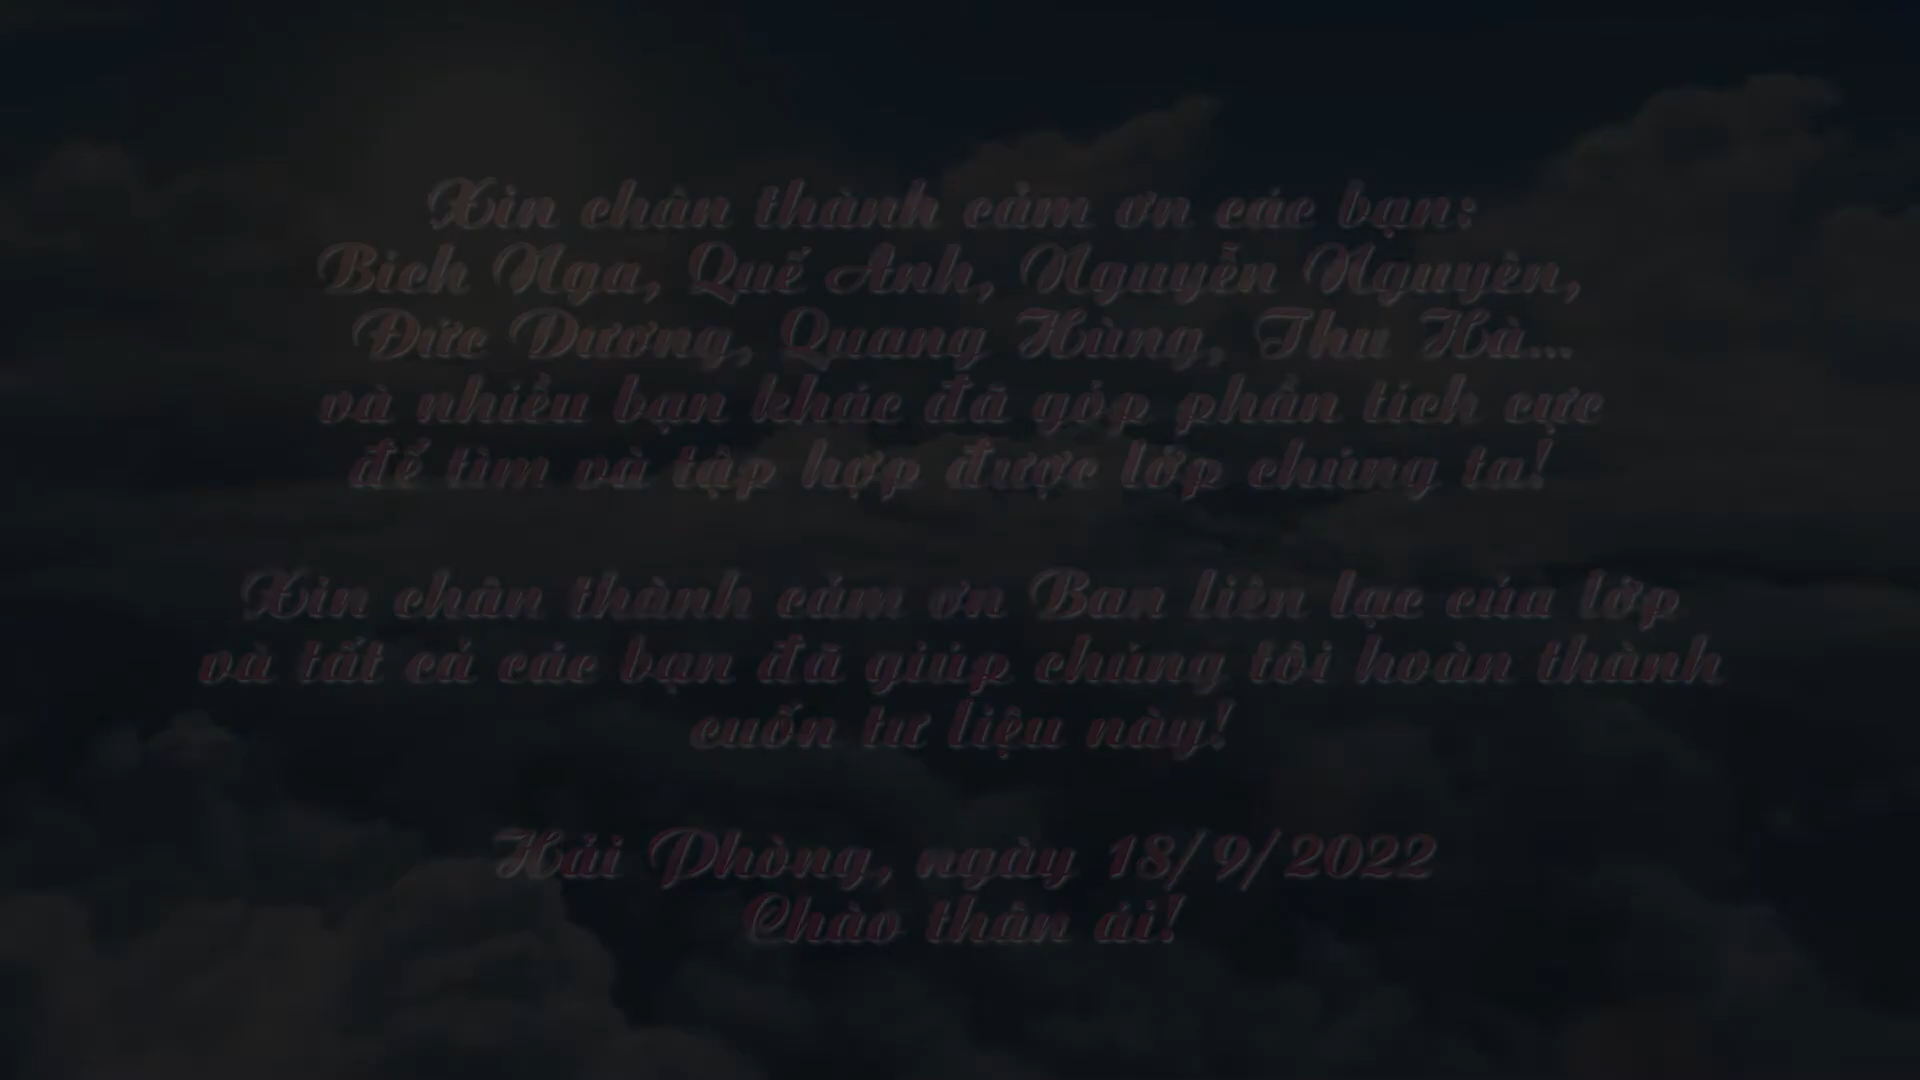 Xin chân thành cảm ơn các bạn:
Bích Nga, Quế Anh, Nguyễn Nguyên,
Đức Dương, Quang Hùng, Thu Hà...
và nhiều bạn khác đã góp phần tích cực
để tìm và tập hợp được lớp chúng ta!
Xin chân thành cảm ơn Ban liên lạc của lớp
và tất cả các bạn đã giúp chúng tôi hoàn thành
cuốn tư liệu này!
Hải Phòng, ngày 18/9/2022
Chào thân ái!